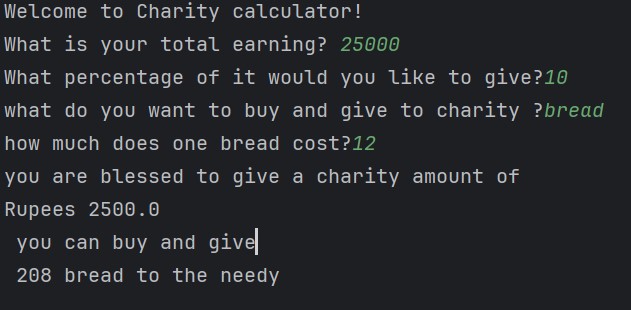 Welcome to Charity calculator!
What is your total earning? 25000
What percentage of it would you like to give?10
what do you want to buy and give to charity ?bread
how much does one bread cost?12
you are blessed to give a charity amount of
Rupees 2500.0
 you can buy and give
 208 bread to the needy